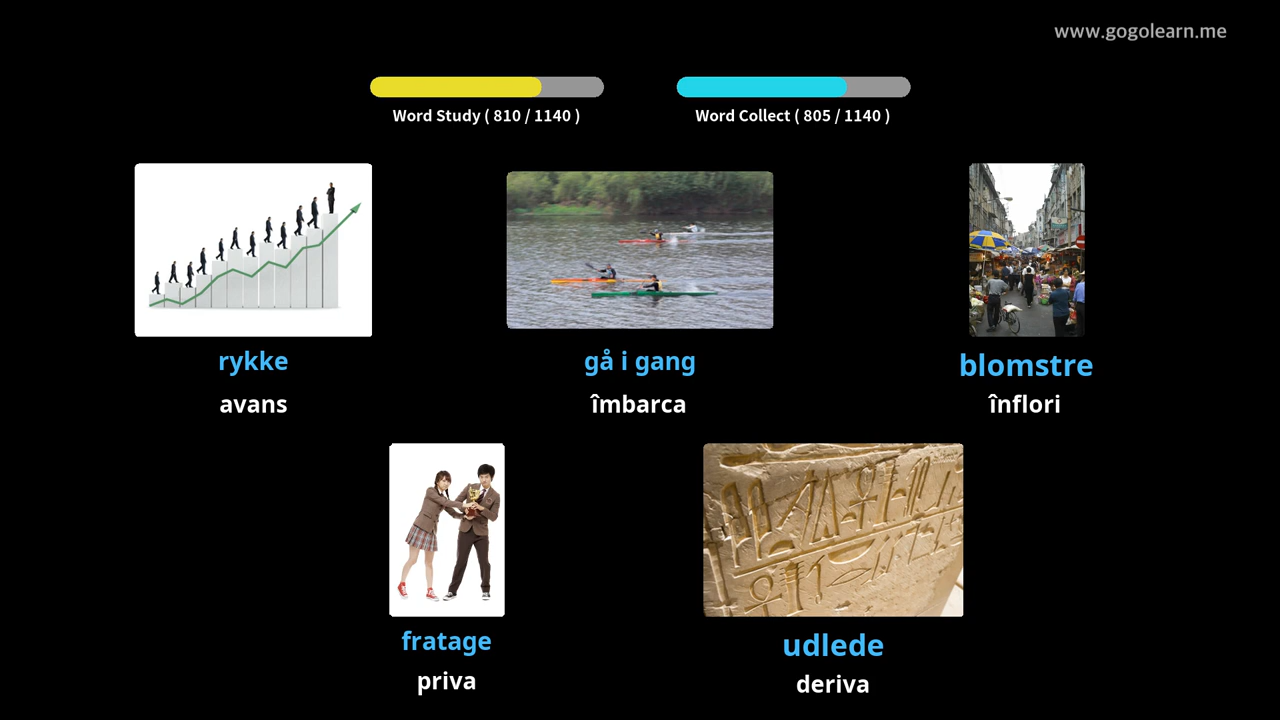 www.gogolearn.me
Word Study ( 810 / 1140 )
Word Collect ( 805 / 1140 )
rykke
avans
gå i gang
îmbarca
blomstre
înflori
fratage
priva
udlede
deriva